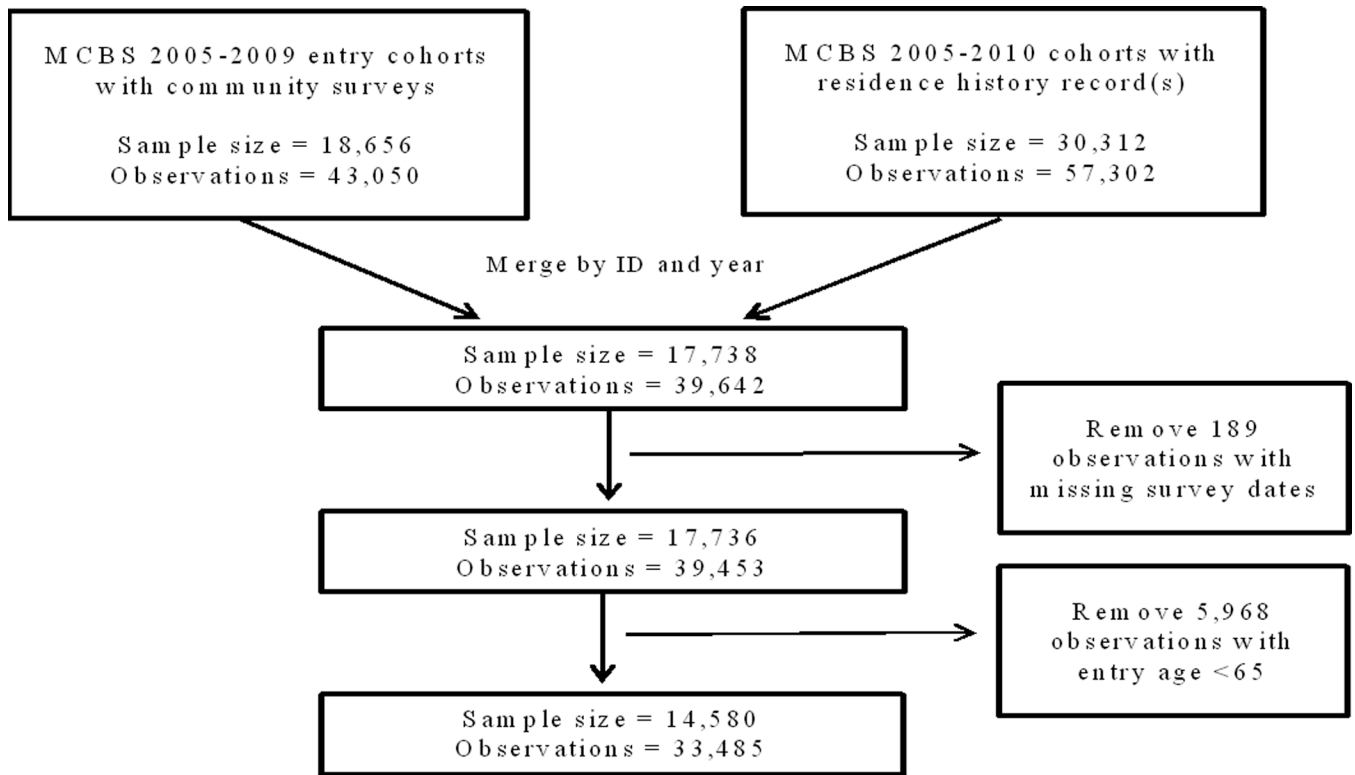 MCBS 2005-2009 entry cohorts
with community surveys
Sample size = 18,656
Observations = 43,050
MCBS 2005-2010 cohorts with
residence history record(s)
Sample size = 30,312
Observations = 57,302
Merge by ID and year
Sample size = 17,738
Observations = 39,642
Remove 189
observations with
missing survey dates
Sample size = 17,736
Observations = 39,453
Remove 5,968
observations with
entry age <65
Sample size = 14,580
Observations = 33,485